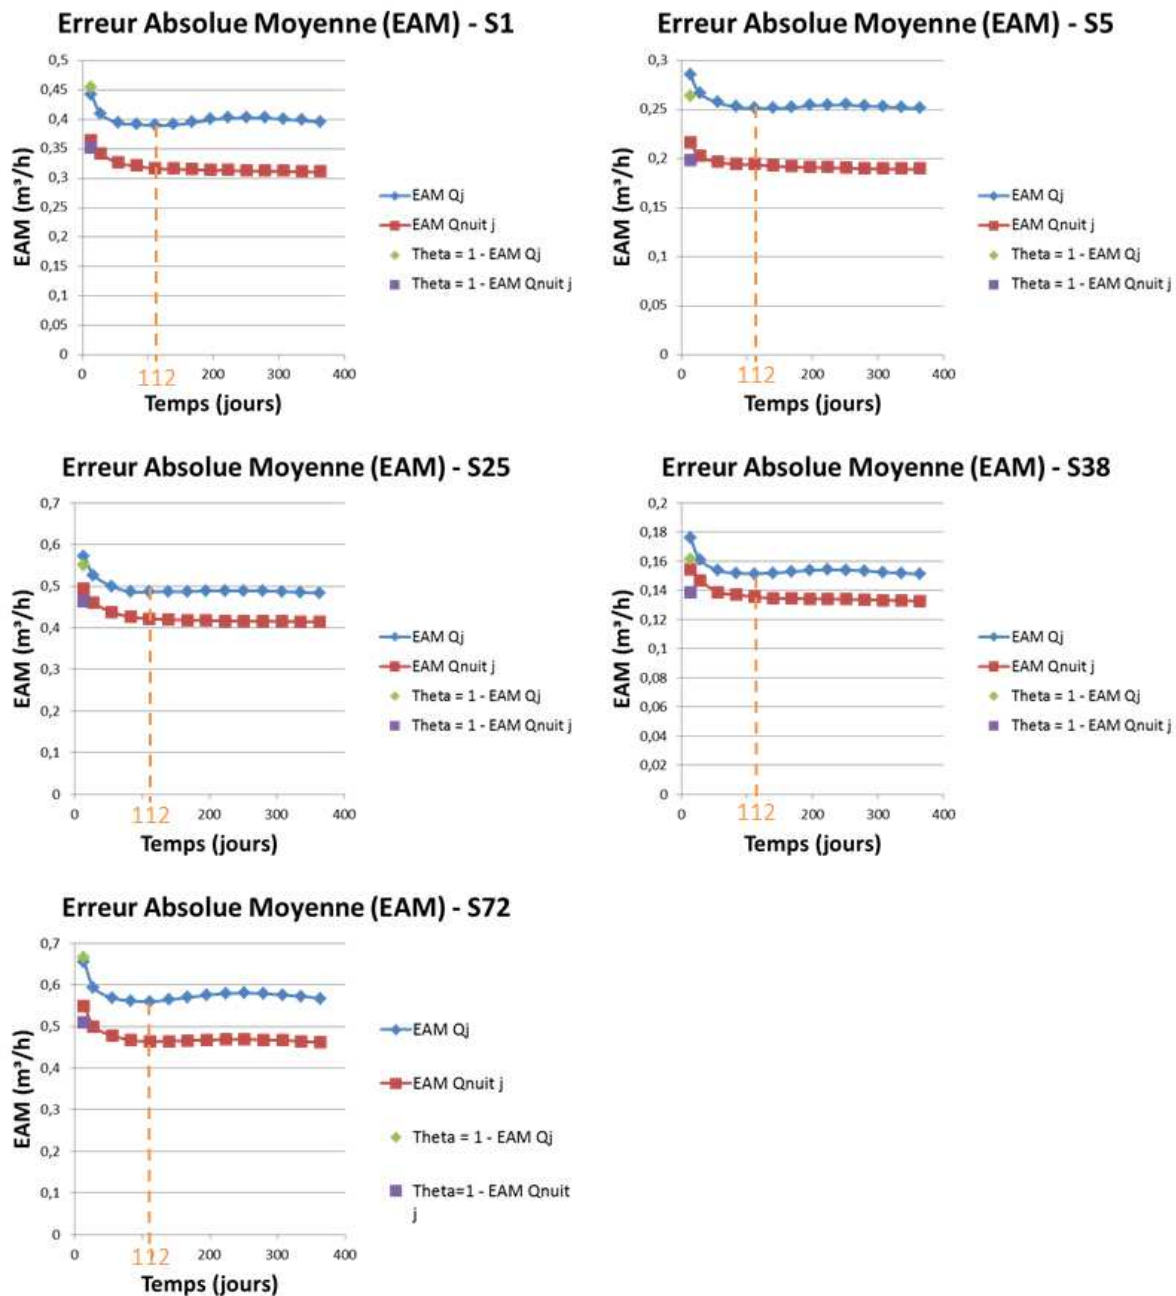 Erreur Absolue Moyenne (EAM) - S1
0,5
0,45
0,4
0,35
0,3
0,25
0,2
0,15
0,1
0,05
0
EAM (m³/h)
0
112
200
300
400
Temps (jours)
EAM Qj
EAM Qnuit j
Theta = 1 - EAM Qj
Theta = 1 - EAM Qnuit j
Erreur Absolue Moyenne (EAM) - S5
0,3
0,25
0,2
0,15
0,1
0,05
0
EAM (m³/h)
0
112
200
300
400
Temps (jours)
EAM Qj
EAM Qnuit j
Theta = 1 - EAM Qj
Theta = 1 - EAM Qnuit j
Erreur Absolue Moyenne (EAM) - S25
0,7
0,6
0,5
0,4
0,3
0,2
0,1
0
EAM (m³/h)
0
112
200
300
400
Temps (jours)
EAM Qj
EAM Qnuit j
Theta = 1 - EAM Qj
Theta = 1 - EAM Qnuit j
Erreur Absolue Moyenne (EAM) - S38
0,2
0,18
0,16
0,14
0,12
0,1
0,08
0,06
0,04
0,02
0
EAM (m³/h)
0
112
200
300
400
Temps (jours)
EAM Qj
EAM Qnuit j
Theta = 1 - EAM Qj
Theta = 1 - EAM Qnuit j
Erreur Absolue Moyenne (EAM) - S72
0,7
0,6
0,5
0,4
0,3
0,2
0,1
0
EAM (m³/h)
0
112
200
300
400
Temps (jours)
EAM Qj
EAM Qnuit j
Theta = 1 - EAM Qj
Theta=1 - EAM Qnuit
j